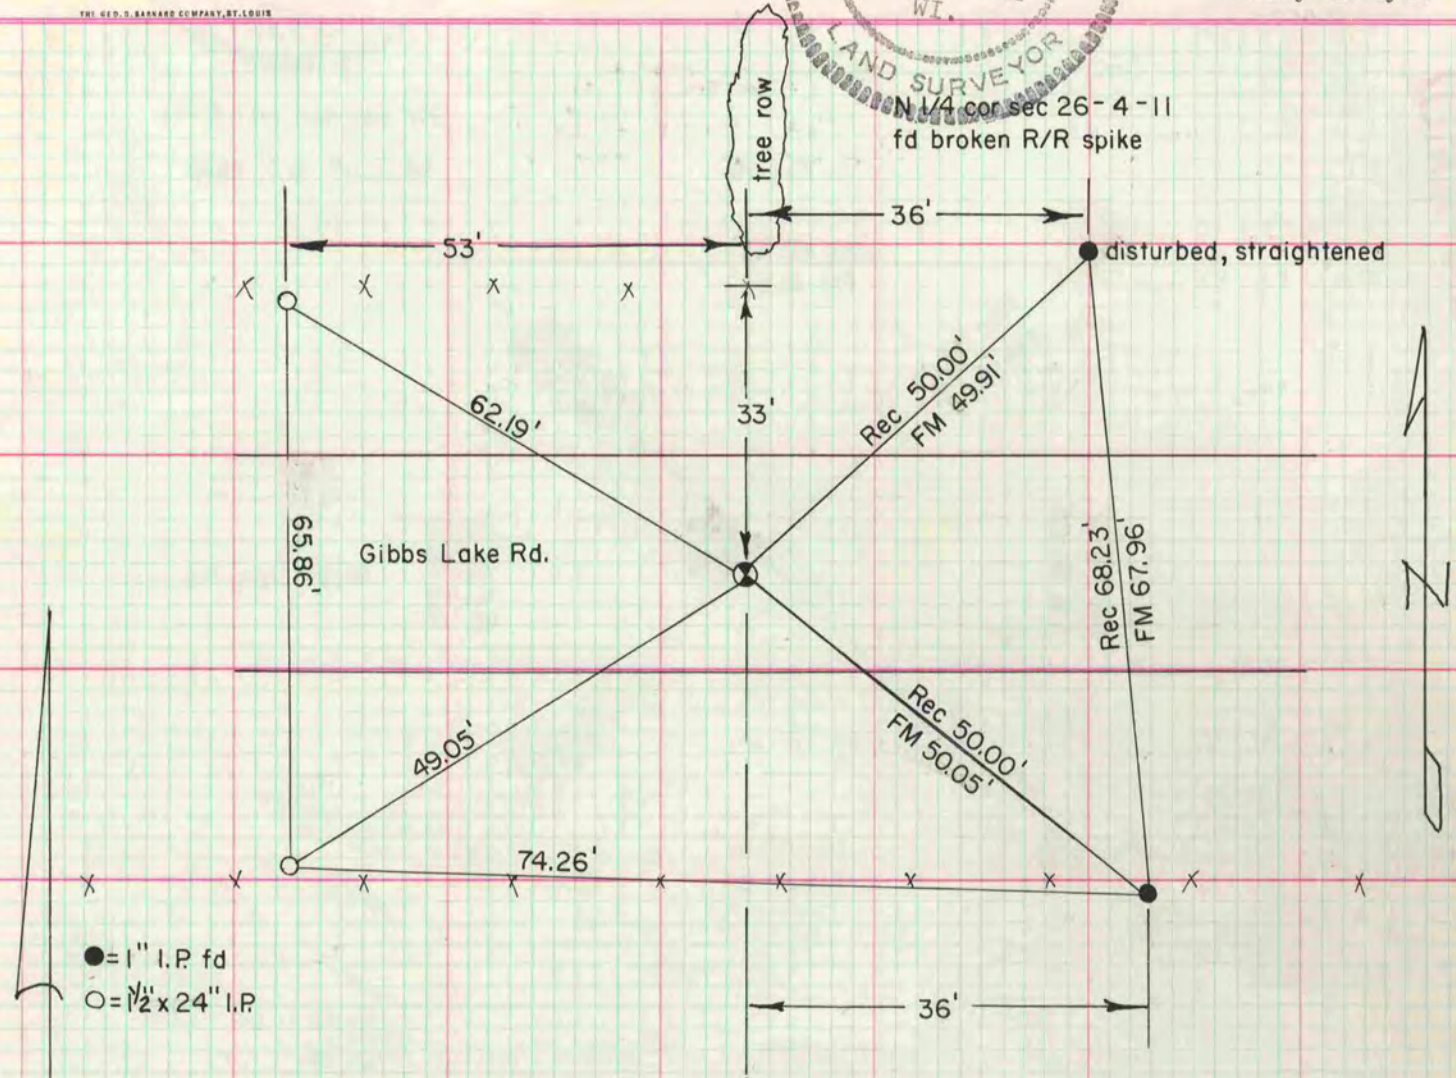 THE GEO. D. BARNARD COMPANY, ST. LOUIS
WI.
LAND SURVEYOR
N 1/4 cor sec 26-4-11
fd broken R/R spike
tree row
36'
53'
disturbed, straightened
X X X X X
62.19'
33'
Rec 50.00'
FM 49.91'
65.86'
Gibbs Lake Rd.
Rec 68.23'
FM 67.96'
N
49.05'
Rec 50.00'
FM 50.05'
74.26'
X X X X X X X X X X
●=1" I.P. fd
○=1½" x 24" I.P.
36'